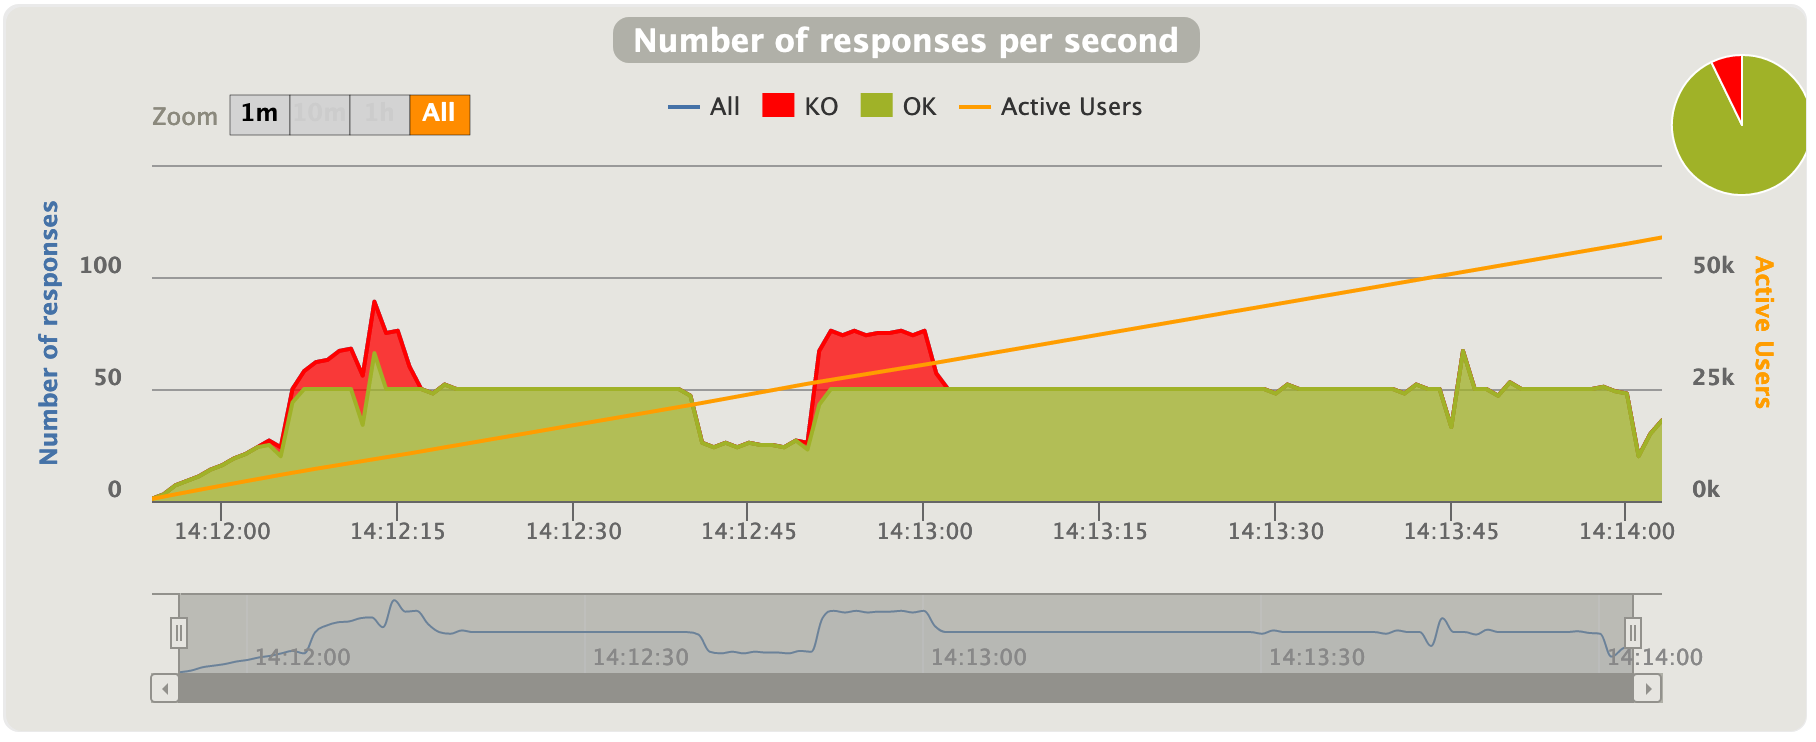 Number of responses per second
Zoom 1m 10m 1h All
All KO OK Active Users
Number of responses
100
50
0
50k
25k
0k
Active Users
14:12:00 14:12:15 14:12:30 14:12:45 14:13:00 14:13:15 14:13:30 14:13:45 14:14:00
14:12:00 14:12:30 14:13:00 14:13:30 14:14:00